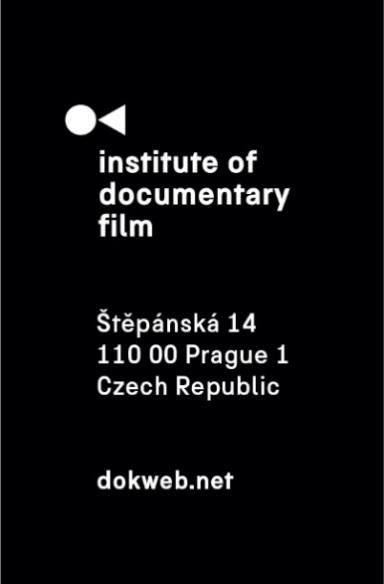 institute of
documentary
film
Štěpánská 14
110 00 Prague 1
Czech Republic
dokweb.net